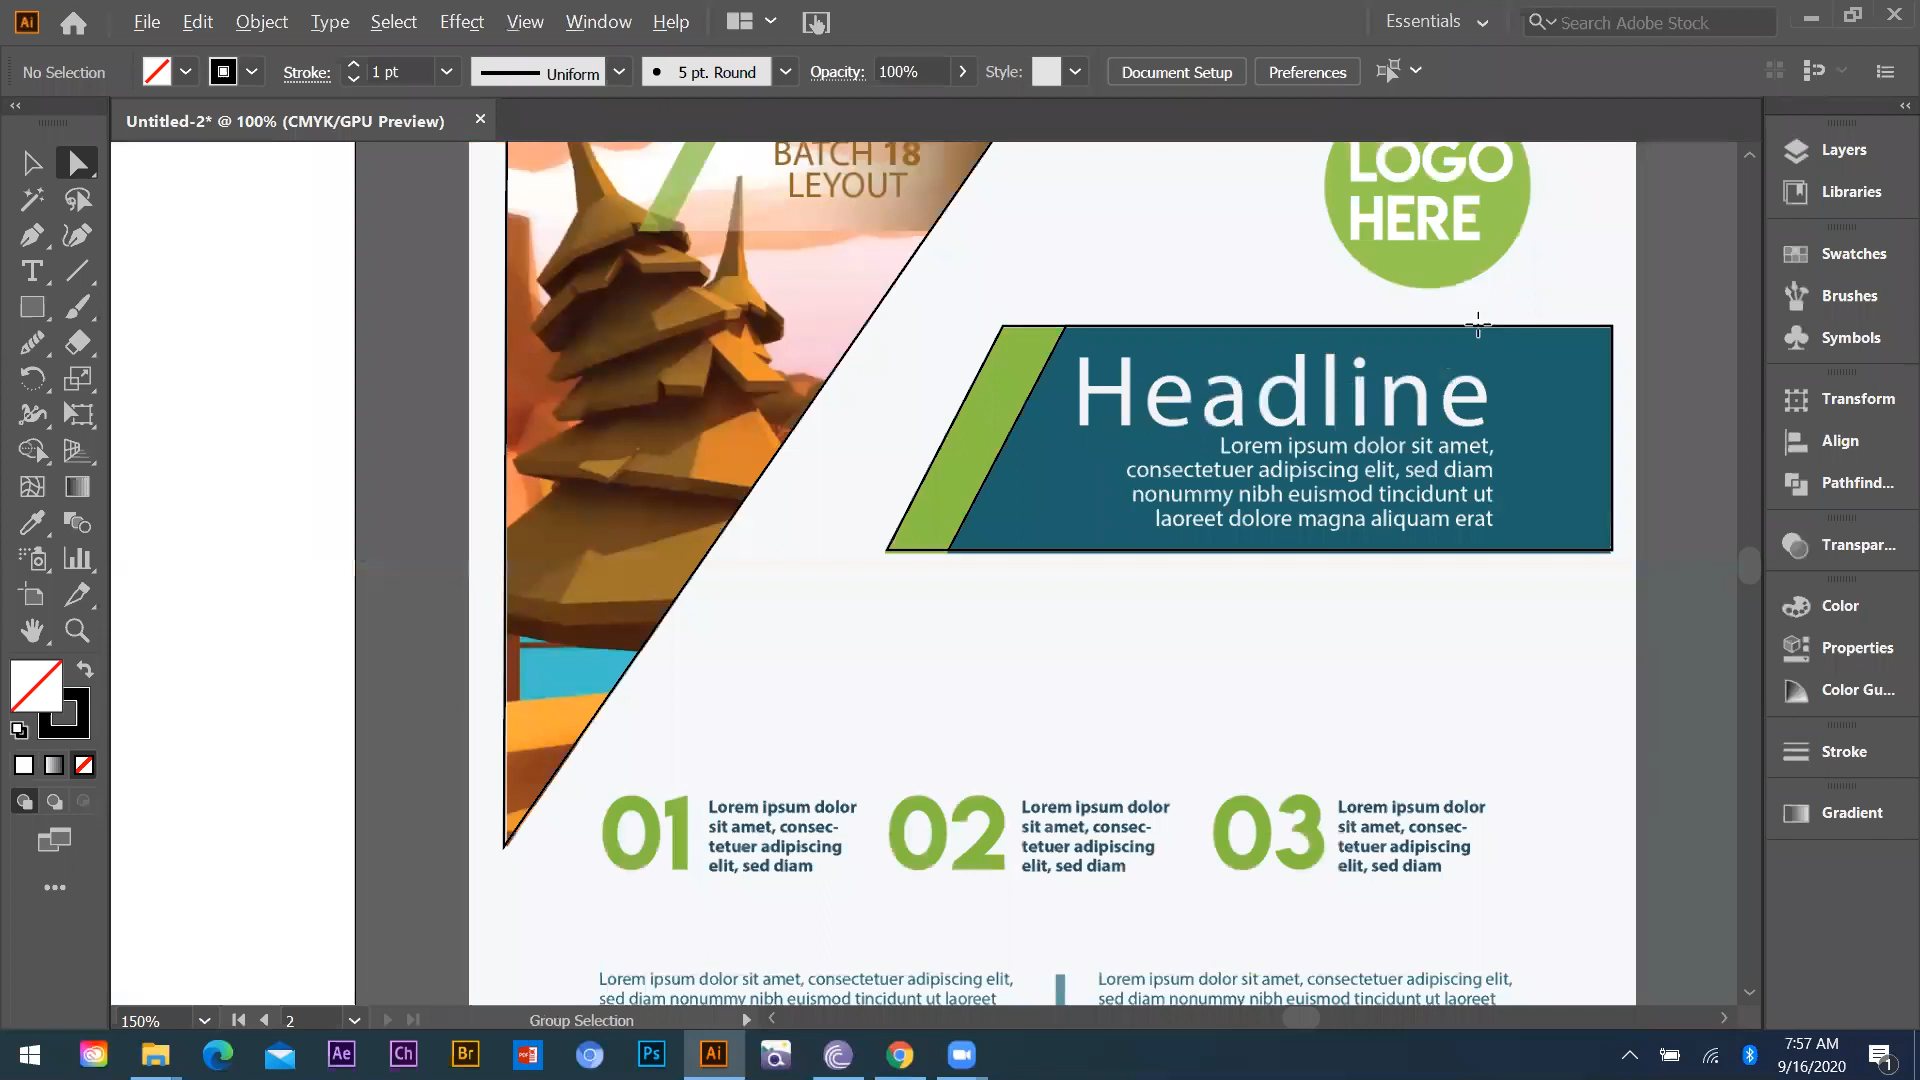 Ai File Edit Object Type Select Effect View Window Help Essentials Search Adobe Stock
No Selection Stroke: 1 pt Uniform 5 pt. Round Opacity: 100% Style: Document Setup Preferences
Untitled-2* @ 100% (CMYK/GPU Preview)
BATCH 18
LEYOUT
LOGO
HERE
Headline
Lorem ipsum dolor sit amet,
consectetuer adipiscing elit, sed diam
nonummy nibh euismod tincidunt ut
laoreet dolore magna aliquam erat
01
Lorem ipsum dolor
sit amet, consec-
tetuer adipiscing
elit, sed diam
02
Lorem ipsum dolor
sit amet, consec-
tetuer adipiscing
elit, sed diam
03
Lorem ipsum dolor
sit amet, consec-
tetuer adipiscing
elit, sed diam
Lorem ipsum dolor sit amet, consectetuer adipiscing elit,
sed diam nonummy nibh euismod tincidunt ut laoreet
Lorem ipsum dolor sit amet, consectetuer adipiscing elit,
sed diam nonummy nibh euismod tincidunt ut laoreet
Layers
Libraries
Swatches
Brushes
Symbols
Transform
Align
Pathfind...
Transpar...
Color
Properties
Color Gu...
Stroke
Gradient
150% 2 Group Selection
Ae Ch Br PDF Ps Ai
7:57 AM
9/16/2020
1